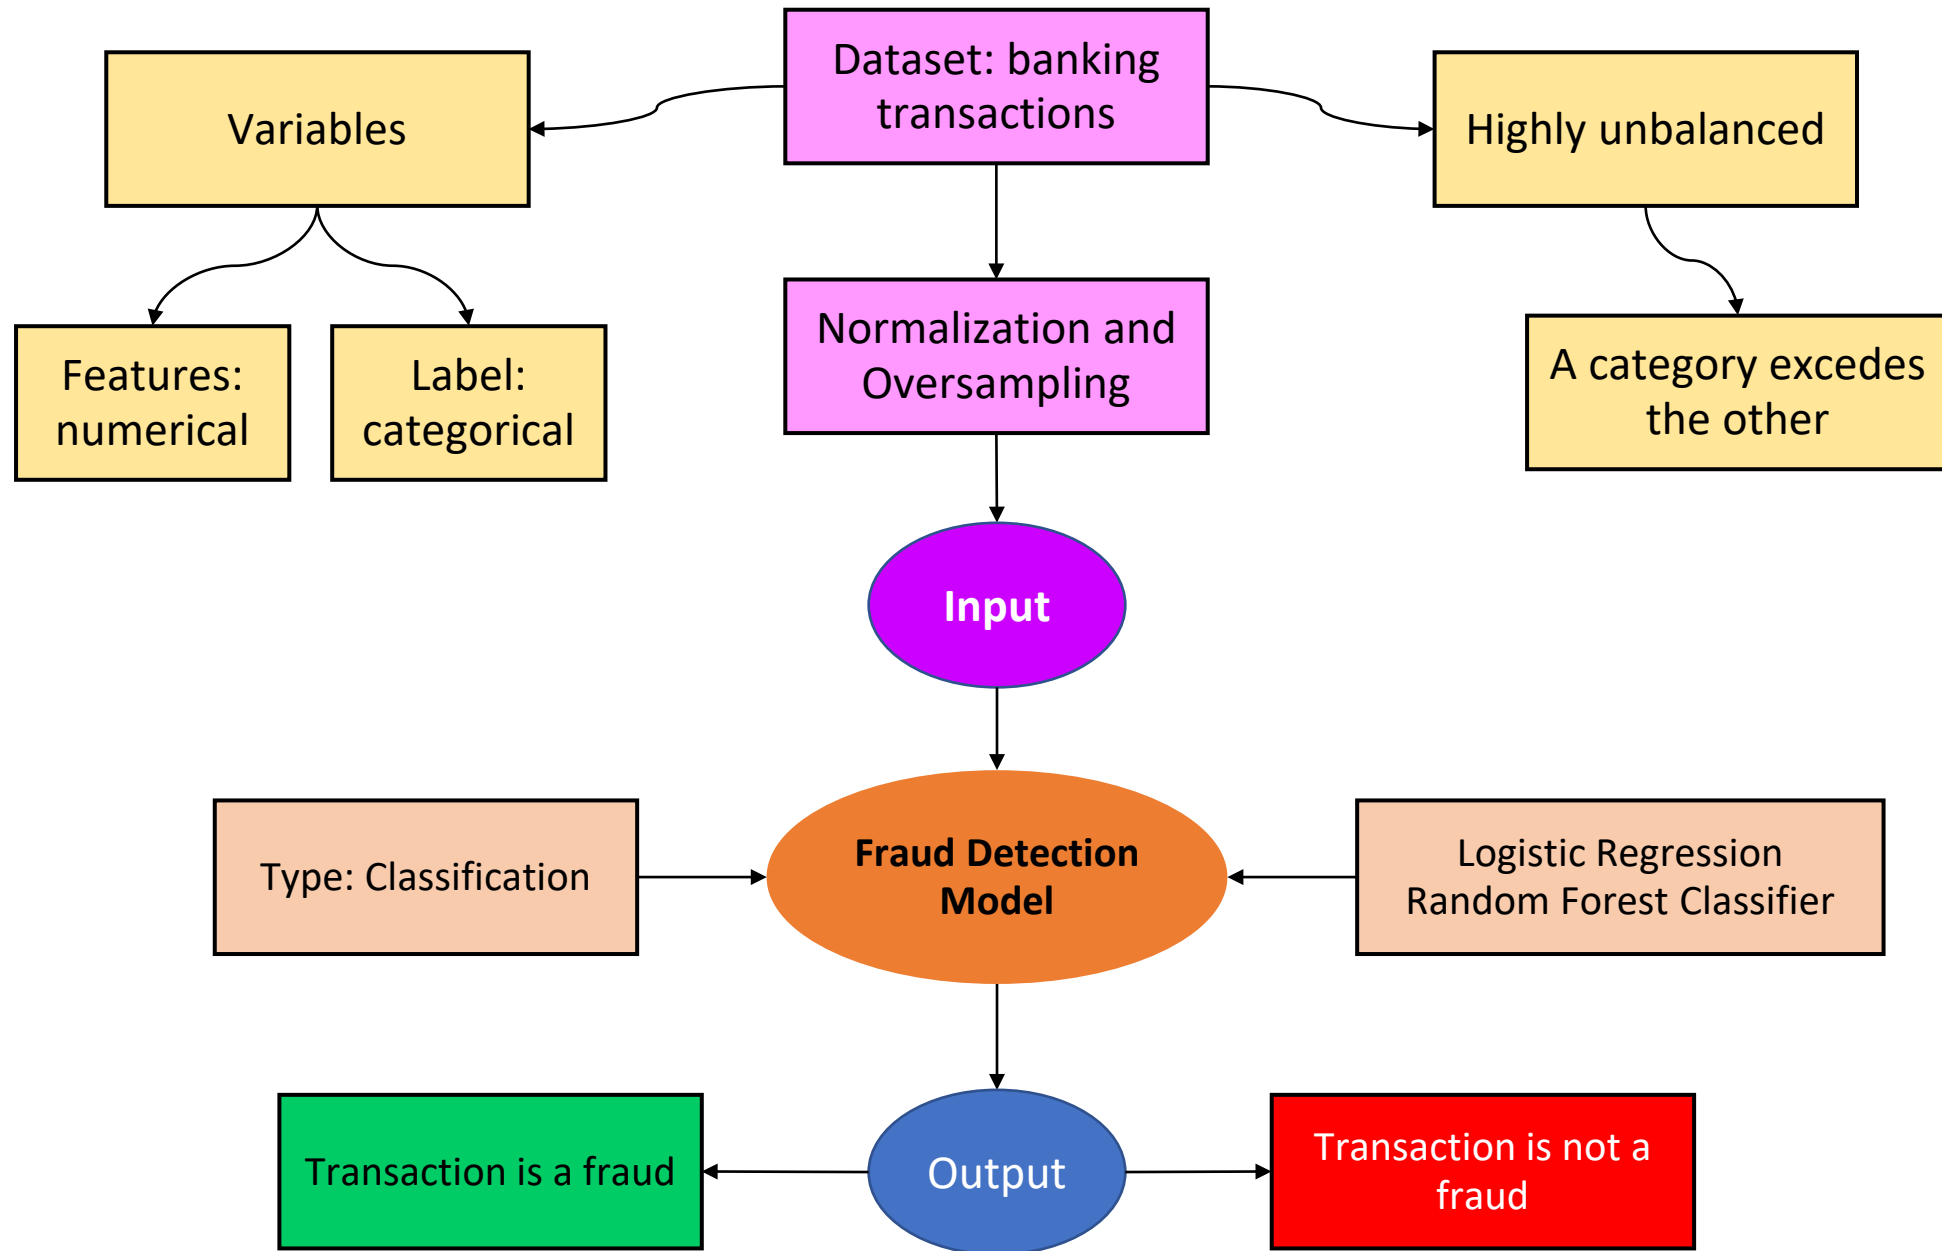 Dataset: banking
transactions
Variables
Highly unbalanced
Normalization and
Oversampling
Features:
numerical
Label:
categorical
A category excedes
the other
Input
Type: Classification
Fraud Detection
Model
Logistic Regression
Random Forest Classifier
Transaction is a fraud
Output
Transaction is not a
fraud